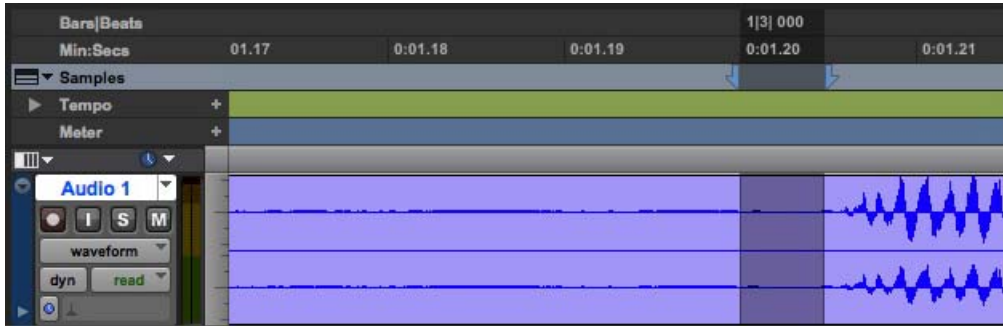 Bars|Beats 1|3| 000
Min:Secs 01.17 0:01.18 0:01.19 0:01.20 0:01.21
Samples
Tempo +
Meter +
Audio 1
I S M
waveform
dyn read